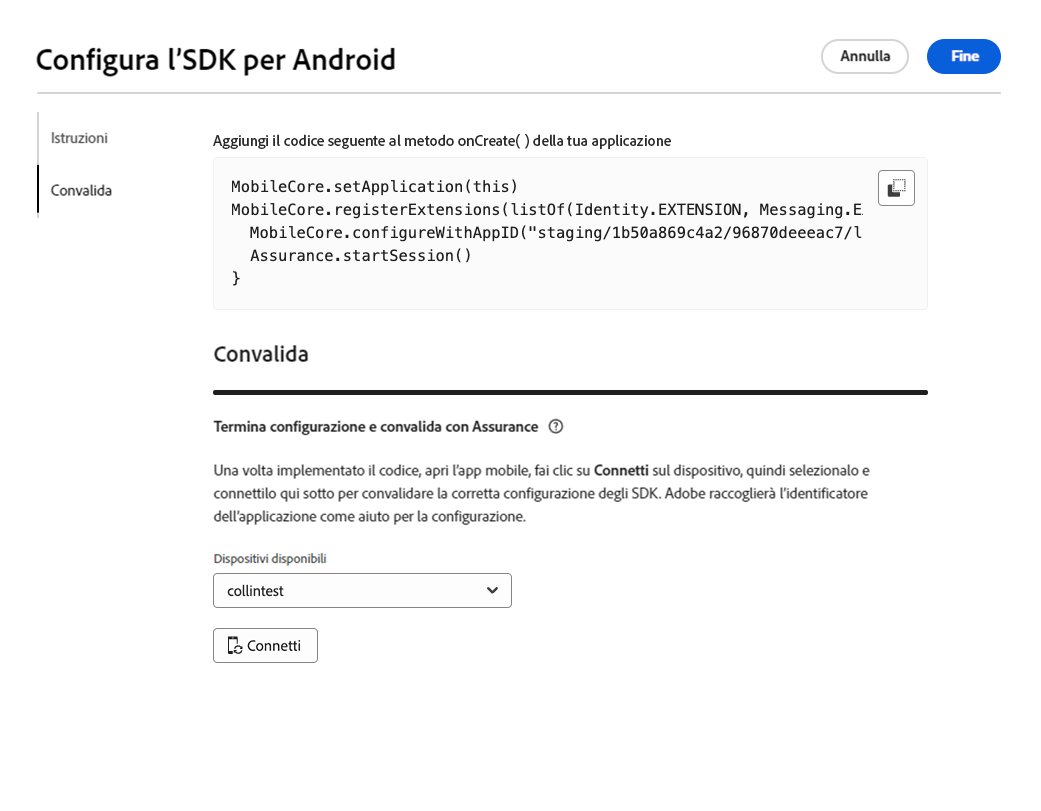 Configura l'SDK per Android
Annulla
Fine
Istruzioni
Convalida
Aggiungi il codice seguente al metodo onCreate( ) della tua applicazione
MobileCore.setApplication(this)
MobileCore.registerExtensions(listOf(Identity.EXTENSION, Messaging.E
MobileCore.configureWithAppID("staging/1b50a869c4a2/96870deeeac7/l
Assurance.startSession()
}
Convalida
Termina configurazione e convalida con Assurance
Una volta implementato il codice, apri l'app mobile, fai clic su Connetti sul dispositivo, quindi selezionalo e
connettilo qui sotto per convalidare la corretta configurazione degli SDK. Adobe raccoglierà l'identificatore
dell'applicazione come aiuto per la configurazione.
Dispositivi disponibili
collintest
Connetti